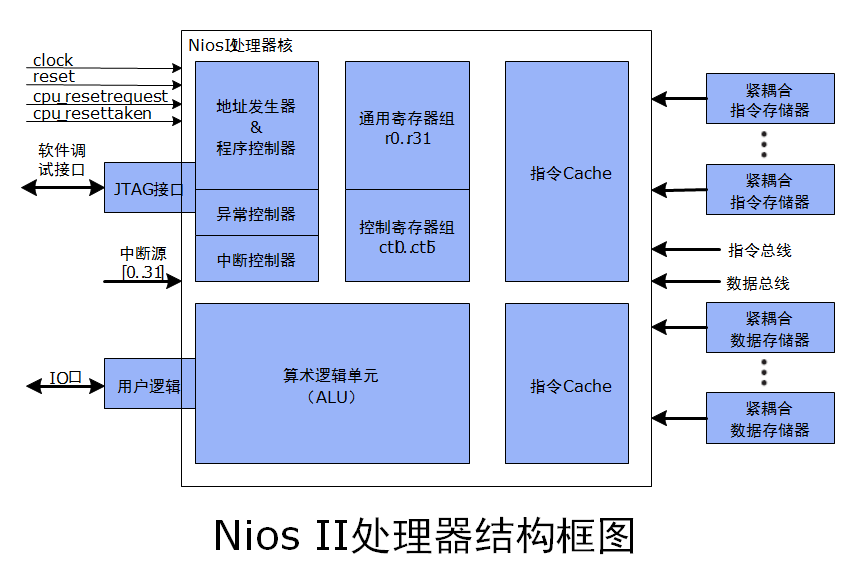 NiosII处理器核
clock
reset
cpu_resetrequest
cpu_resettaken
软件调
试接口
JTAG接口
中断源
[0..31]
IO口
用户逻辑
地址发生器
&
程序控制器
异常控制器
中断控制器
通用寄存器组
r0..r31
控制寄存器组
ctl0..ctl5
指令Cache
算术逻辑单元
(ALU)
指令Cache
紧耦合
指令存储器
紧耦合
指令存储器
指令总线
数据总线
紧耦合
数据存储器
紧耦合
数据存储器
Nios II处理器结构框图